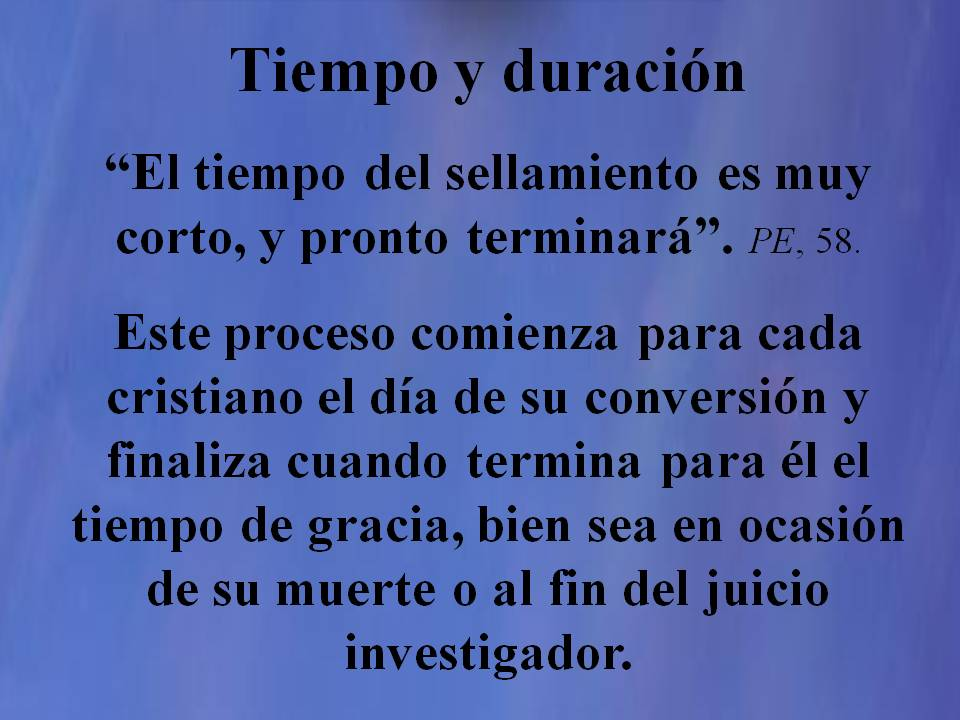 Tiempo y duración
“El tiempo del sellamiento es muy
corto, y pronto terminará”. PE, 58.
Este proceso comienza para cada
cristiano el día de su conversión y
finaliza cuando termina para él el
tiempo de gracia, bien sea en ocasión
de su muerte o al fin del juicio
investigador.